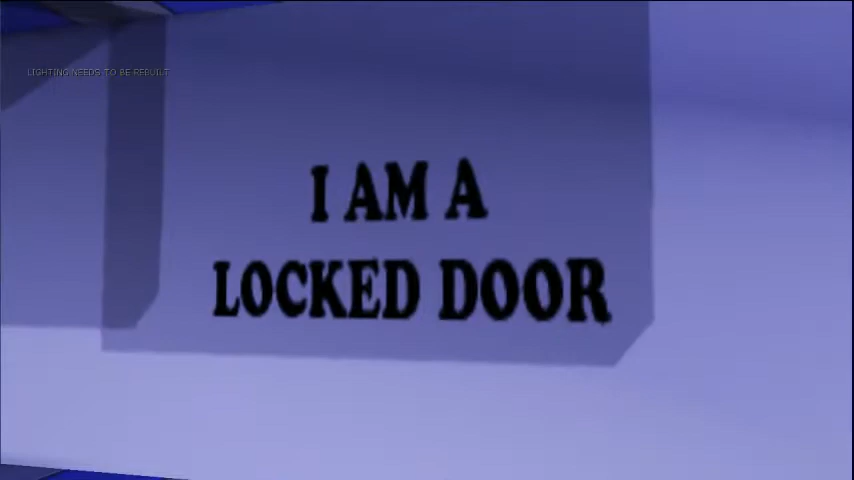 LIGHTING NEEDS TO BE REBUILT
I AM A
LOCKED DOOR